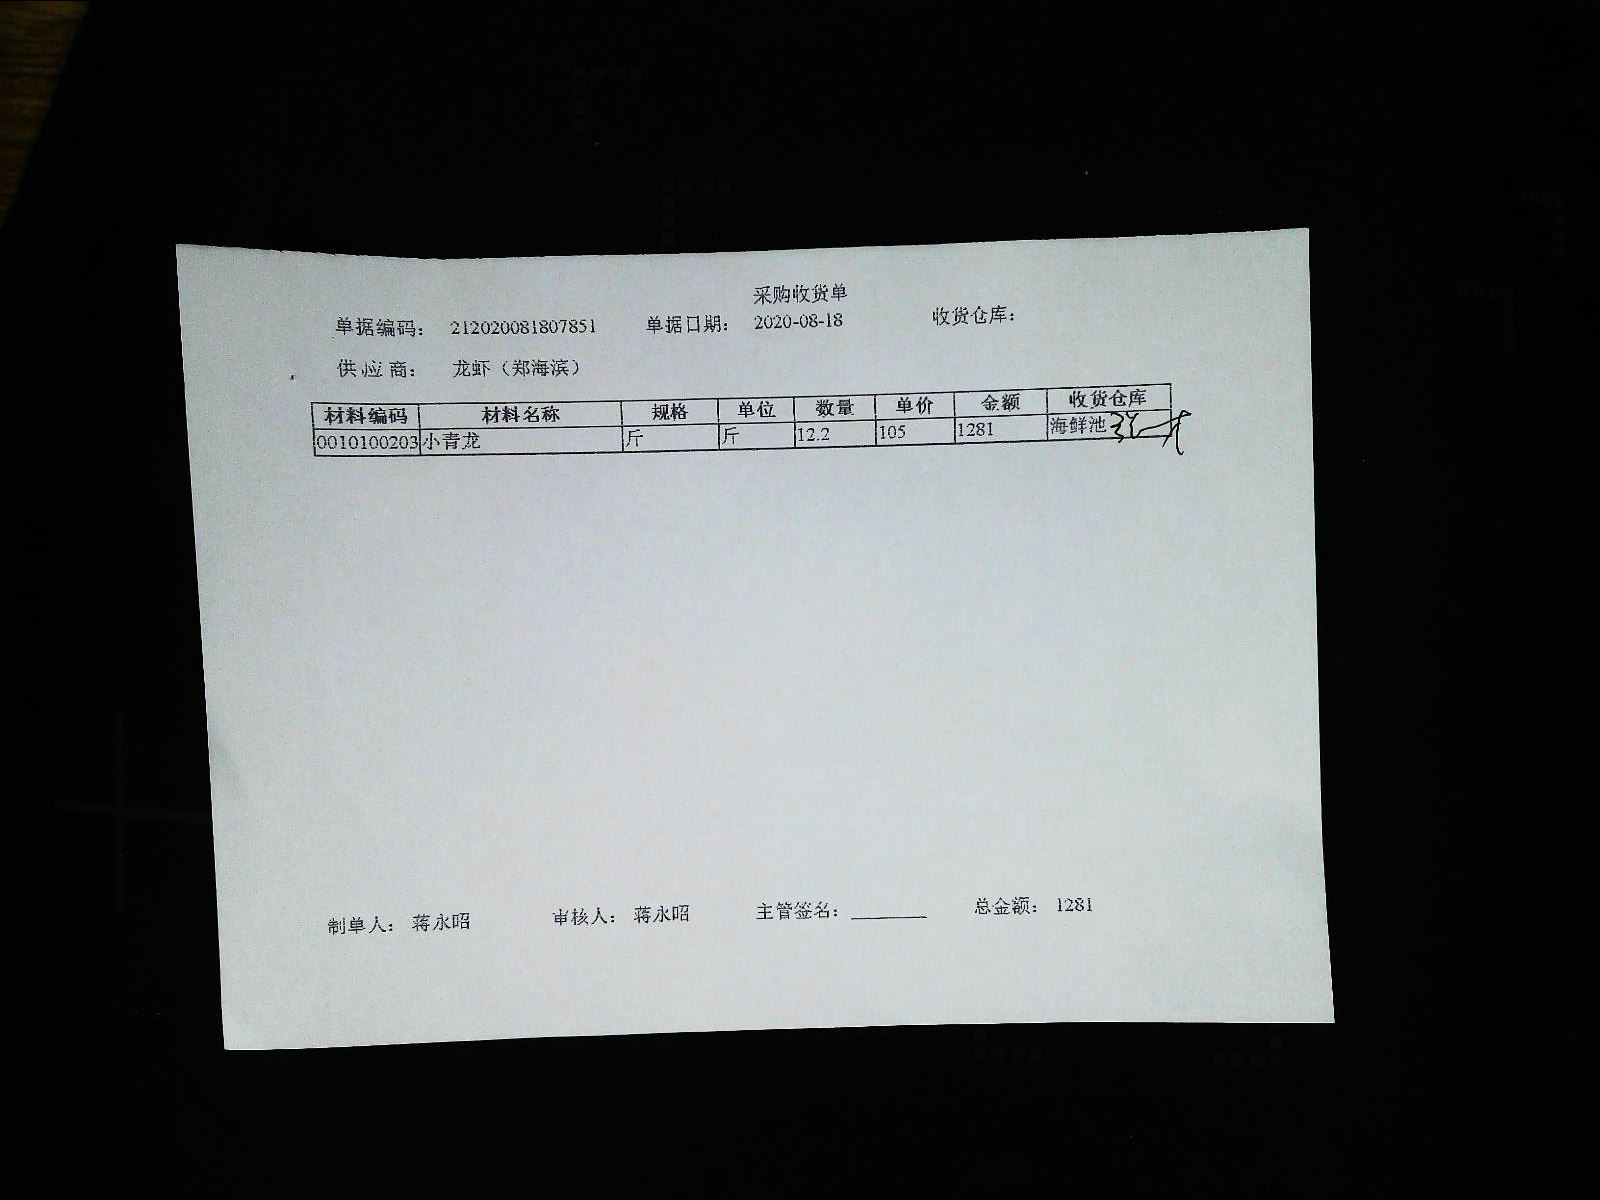 采购收货单
单据编码： 212020081807851 单据日期： 2020-08-18 收货仓库：
供应商： 龙虾（郑海滨）
材料编码 材料名称 规格 单位 数量 单价 金额 收货仓库
0010100203 小青龙 斤 斤 12.2 105 1281 海鲜池
制单人： 蒋永昭 审核人： 蒋永昭 主管签名： 总金额： 1281